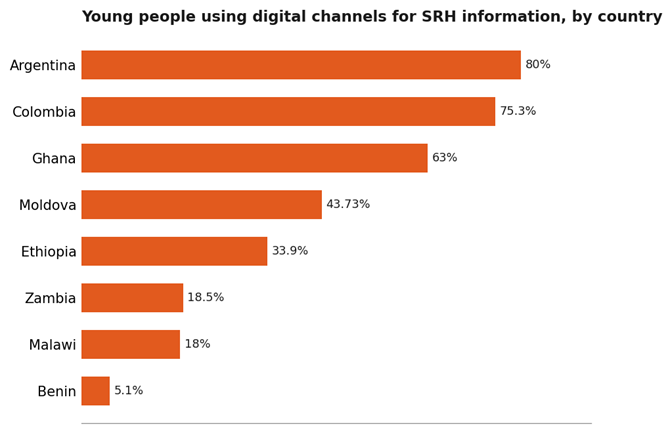 Young people using digital channels for SRH information, by country
Argentina 80%
Colombia 75.3%
Ghana 63%
Moldova 43.73%
Ethiopia 33.9%
Zambia 18.5%
Malawi 18%
Benin 5.1%